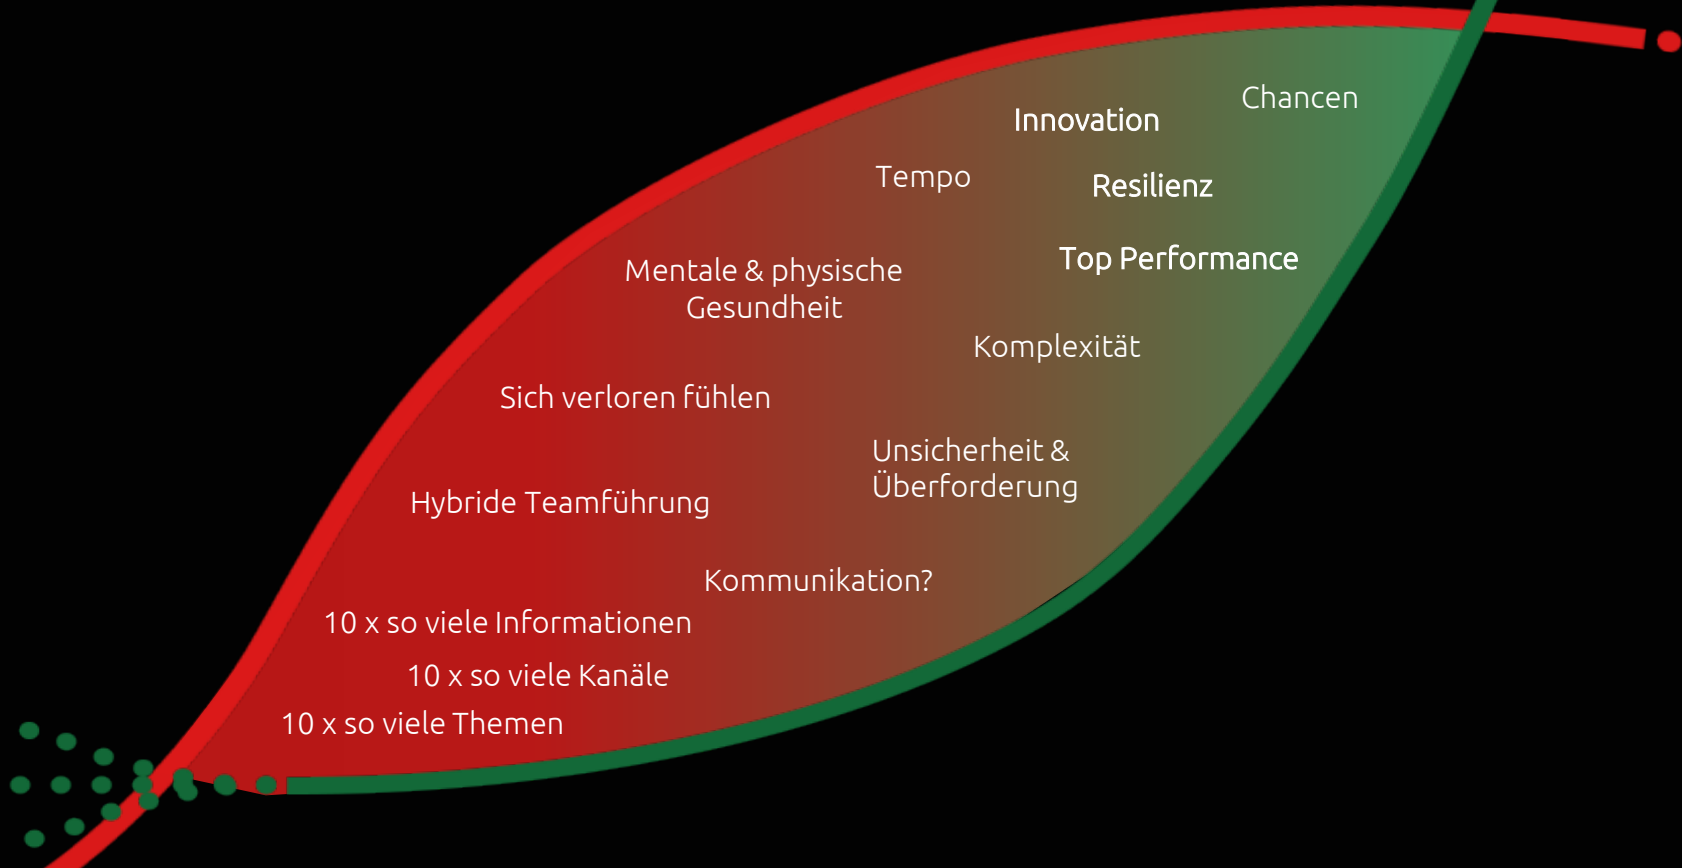 Chancen
Innovation
Tempo
Resilienz
Top Performance
Mentale & physische
Gesundheit
Komplexität
Sich verloren fühlen
Unsicherheit &
Überforderung
Hybride Teamführung
Kommunikation?
10 x so viele Informationen
10 x so viele Kanäle
10 x so viele Themen